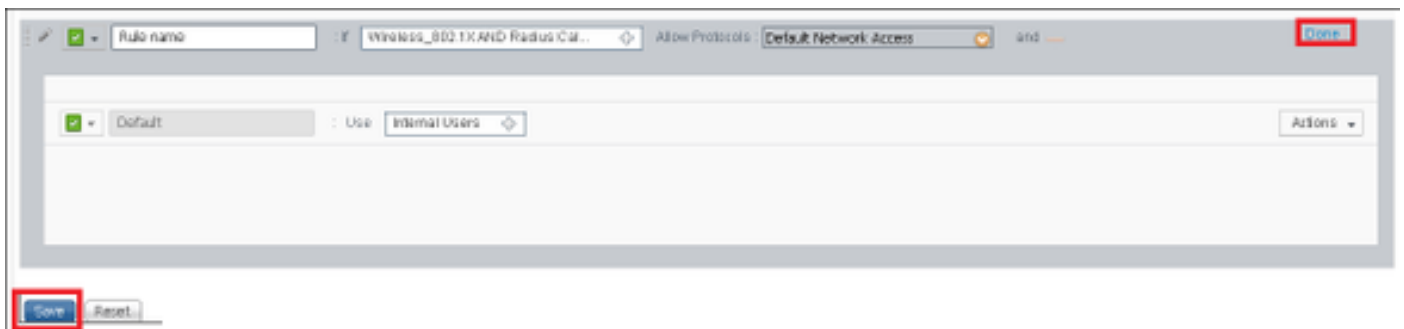 Rule name : If Wireless_802.1X AND Radius:Cal... Allow Protocols : Default Network Access and Done
Default : Use Internal Users Actions
Save Reset